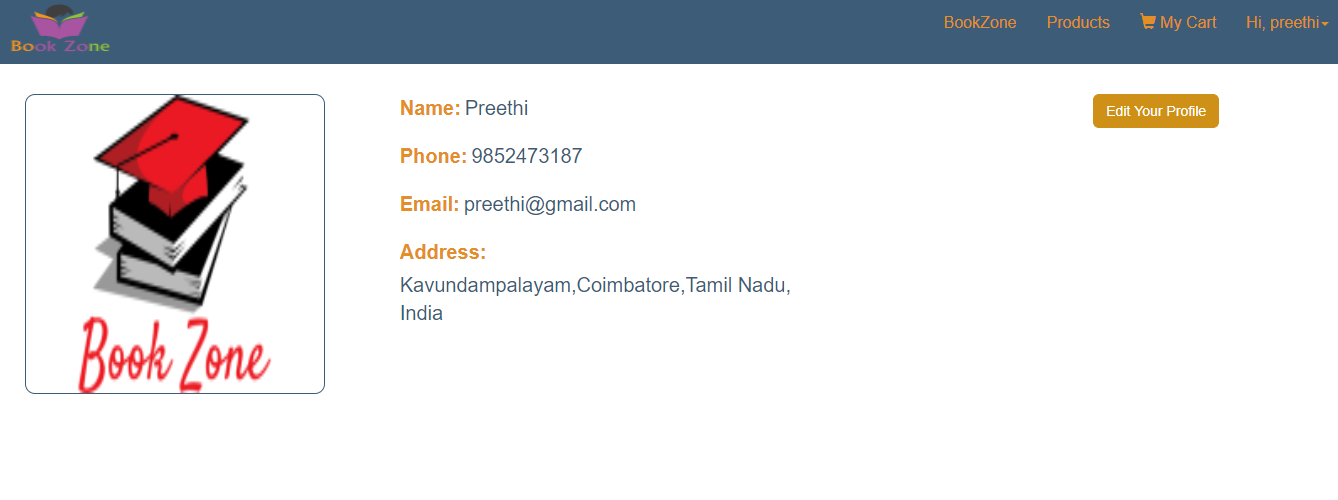 Book Zone
BookZone Products My Cart Hi, preethi
Name: Preethi
Edit Your Profile
Phone: 9852473187
Email: preethi@gmail.com
Address:
Kavundampalayam,Coimbatore,Tamil Nadu,
India
Book Zone